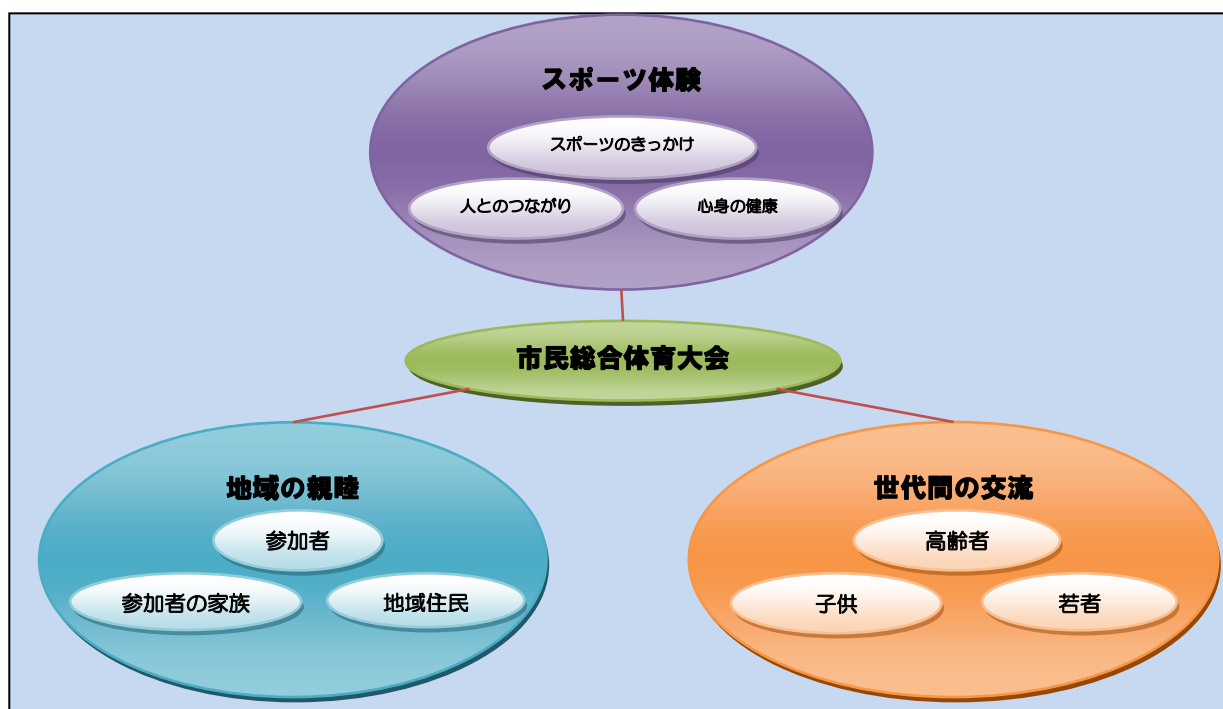 スポーツ体験
スポーツのきっかけ
人とのつながり
心身の健康
市民総合体育大会
地域の親睦
参加者
参加者の家族
地域住民
世代間の交流
高齢者
子供
若者